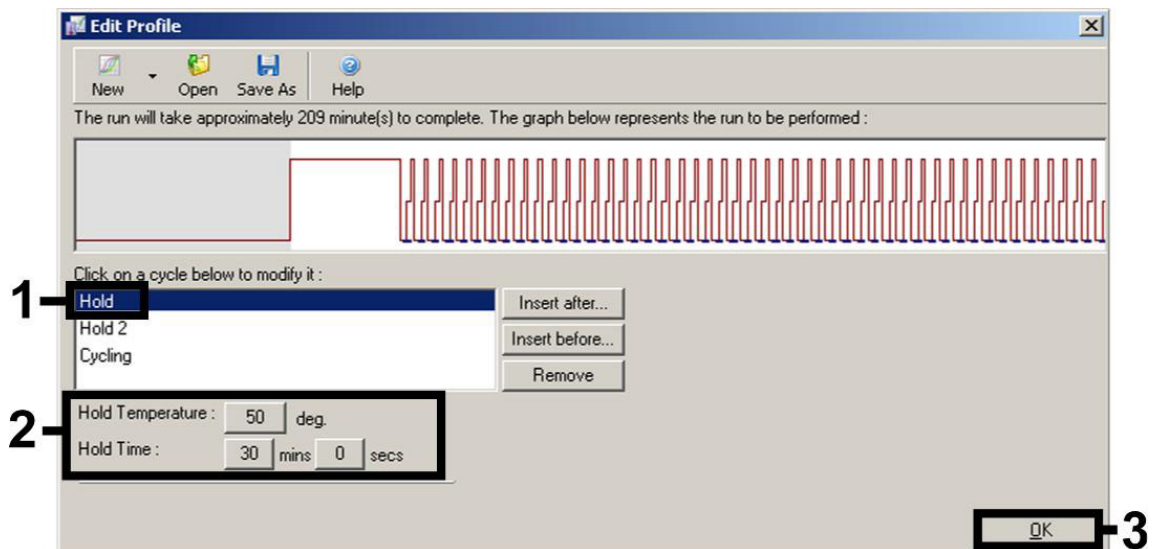 Edit Profile
New Open Save As Help
The run will take approximately 209 minute(s) to complete. The graph below represents the run to be performed :
Click on a cycle below to modify it :
1
Hold
Insert after...
Hold 2
Insert before...
Cycling
Remove
2
Hold Temperature : 50 deg.
Hold Time : 30 mins 0 secs
OK
3